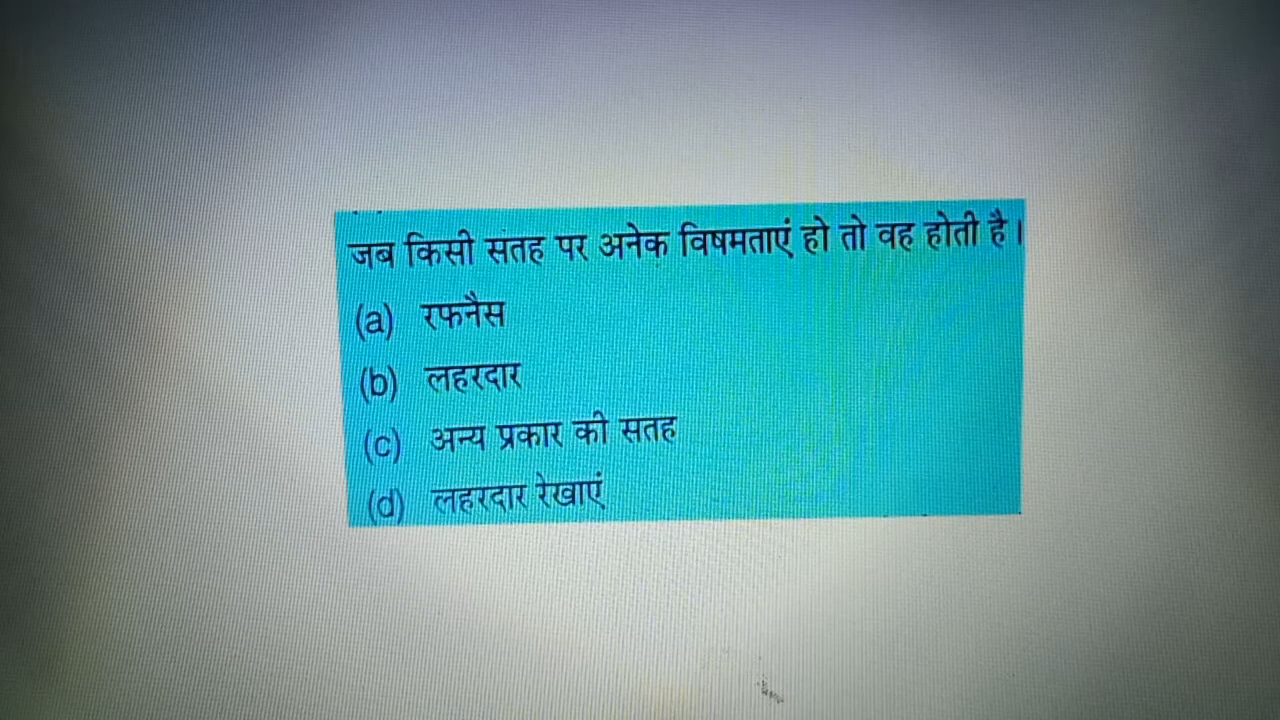 जब किसी सतह पर अनेक विषमताएं हो तो वह होती है।
(a) रफनैस
(b) लहरदार
(c) अन्य प्रकार की सतह
(d) लहरदार रेखाएं